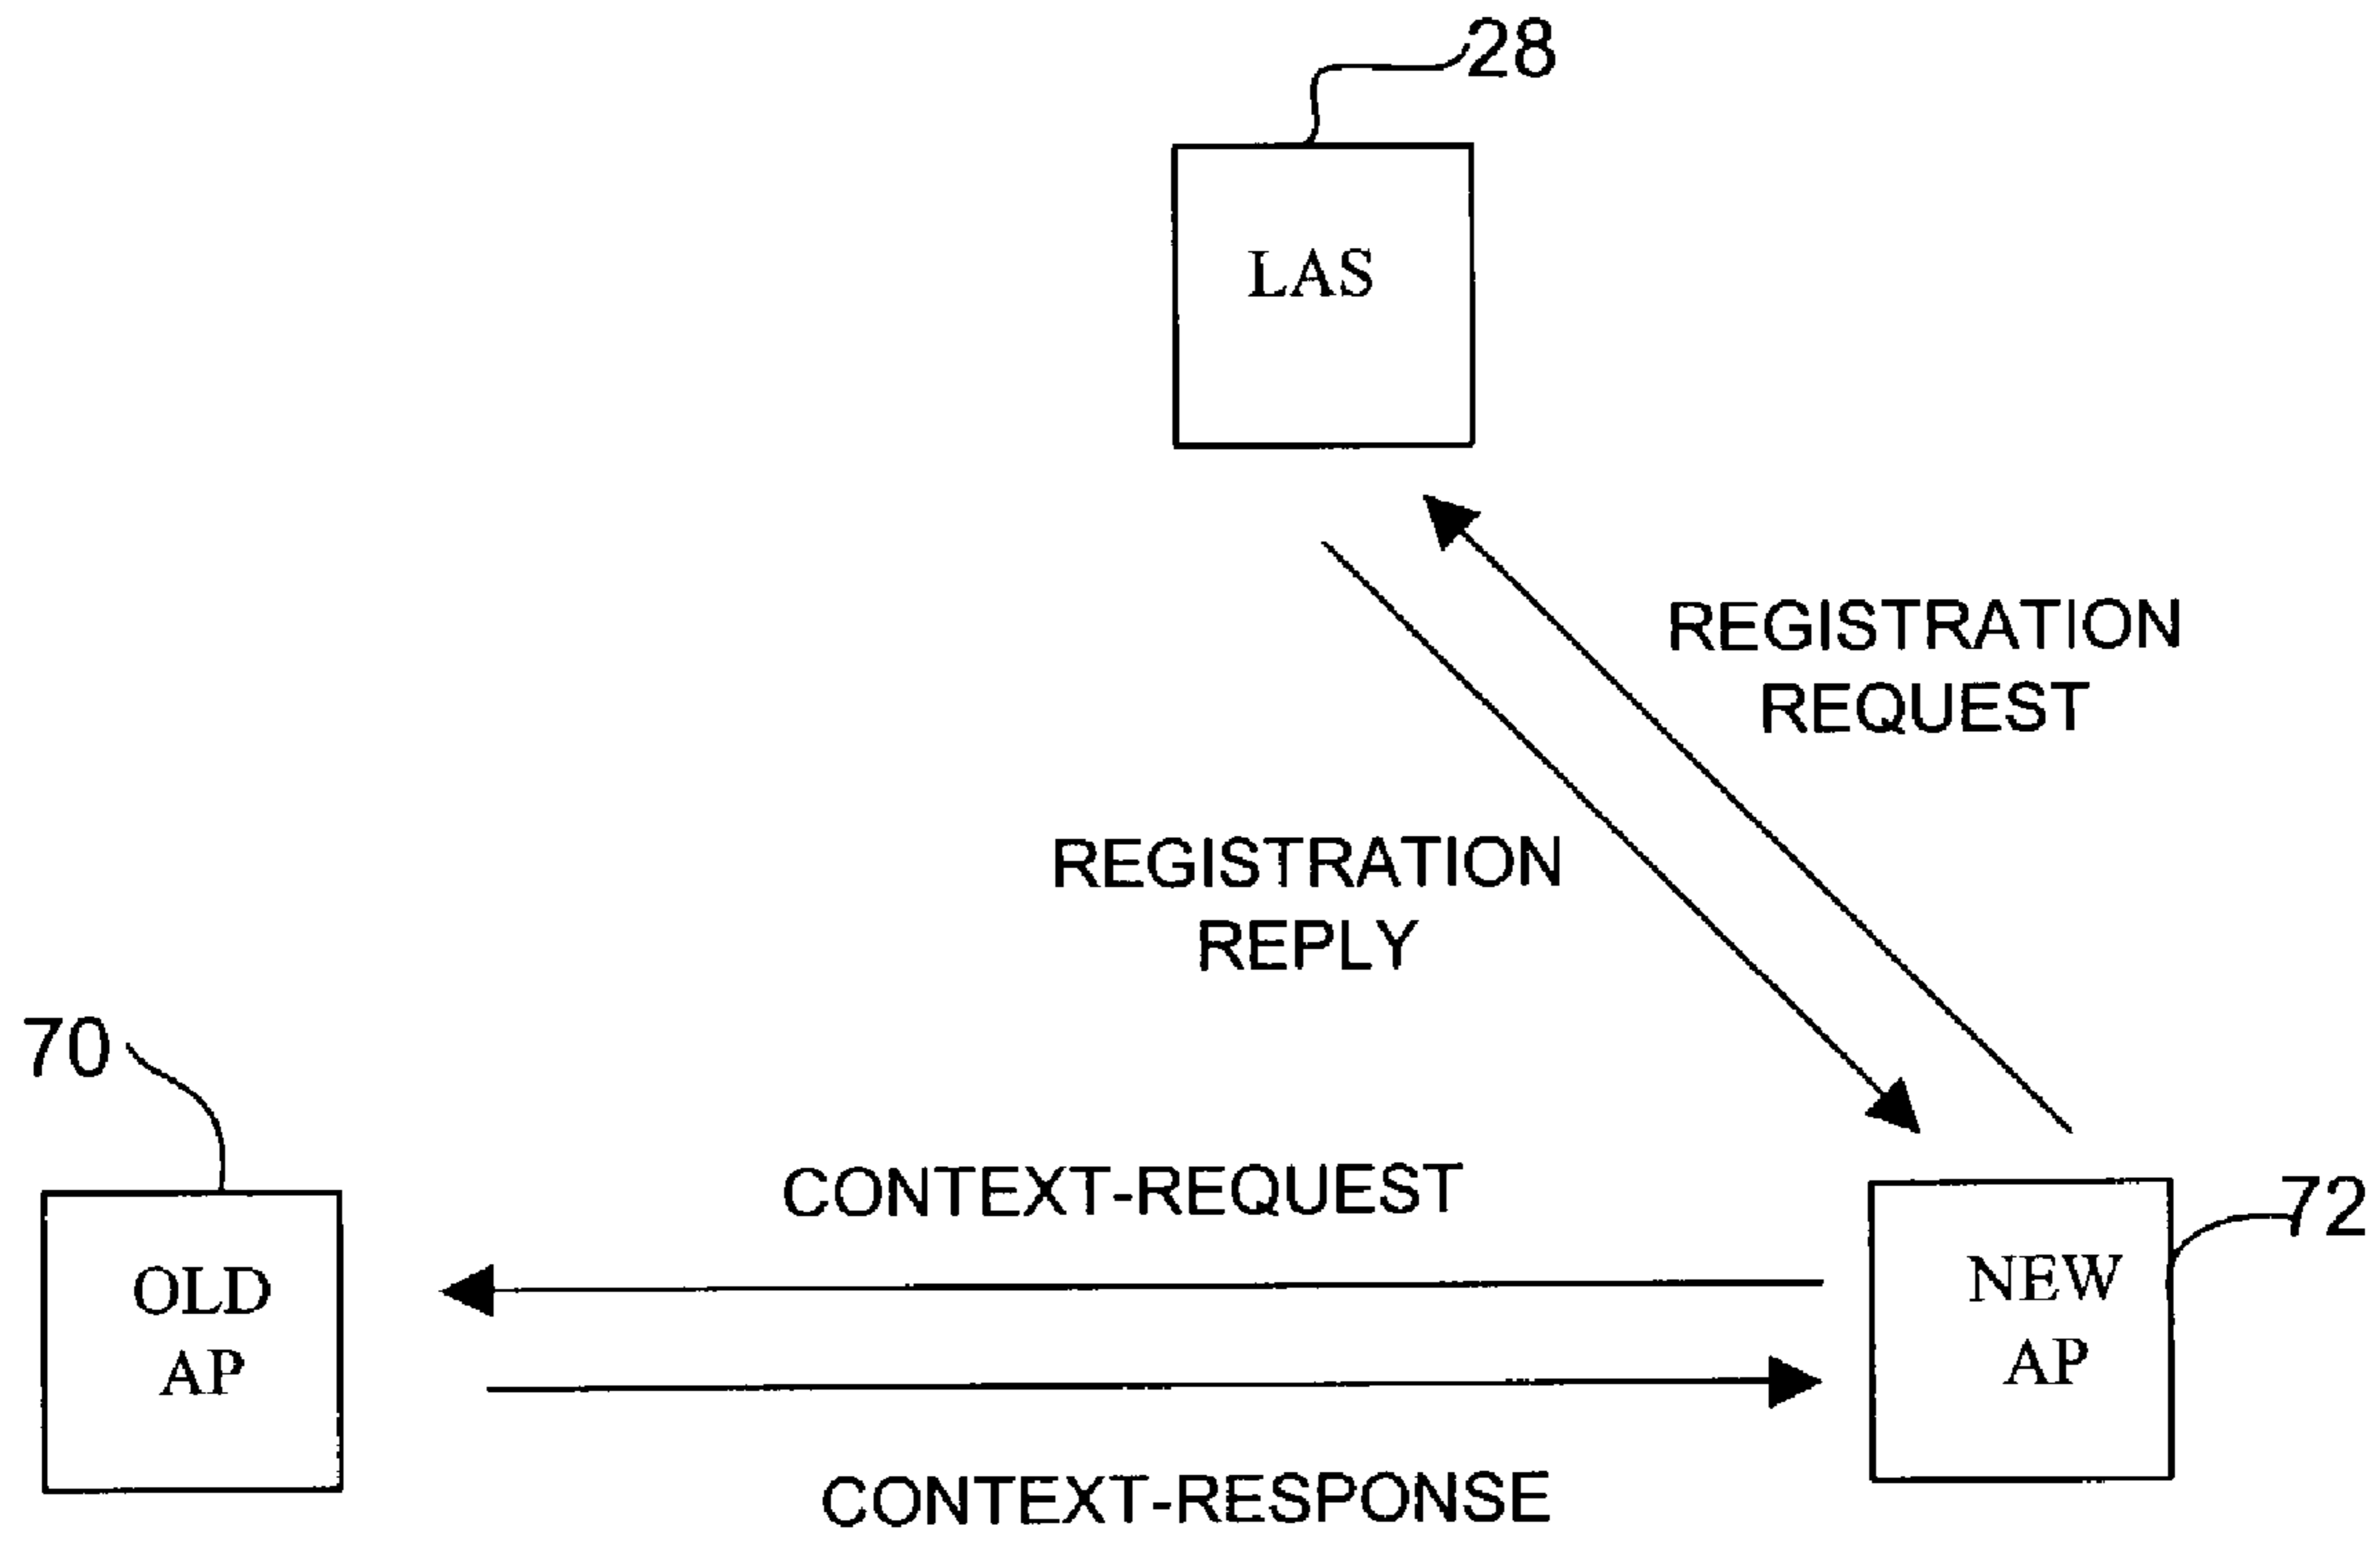 28
LAS
REGISTRATION
REQUEST
REGISTRATION
REPLY
70
CONTEXT-REQUEST
72
OLD
AP
NEW
AP
CONTEXT-RESPONSE